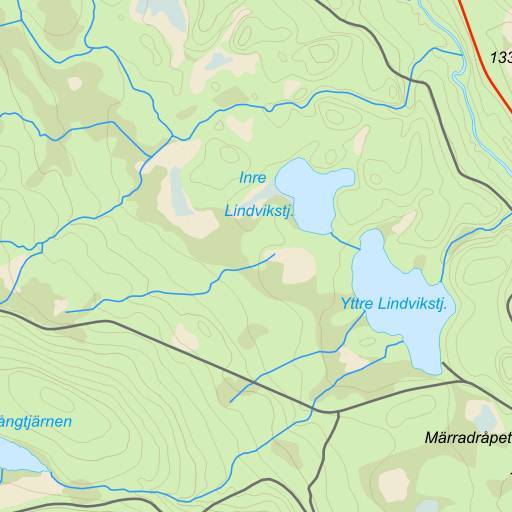 133
Inre
Lindvikstj.
Yttre Lindvikstj.
ångtjärnen
Märradråpet